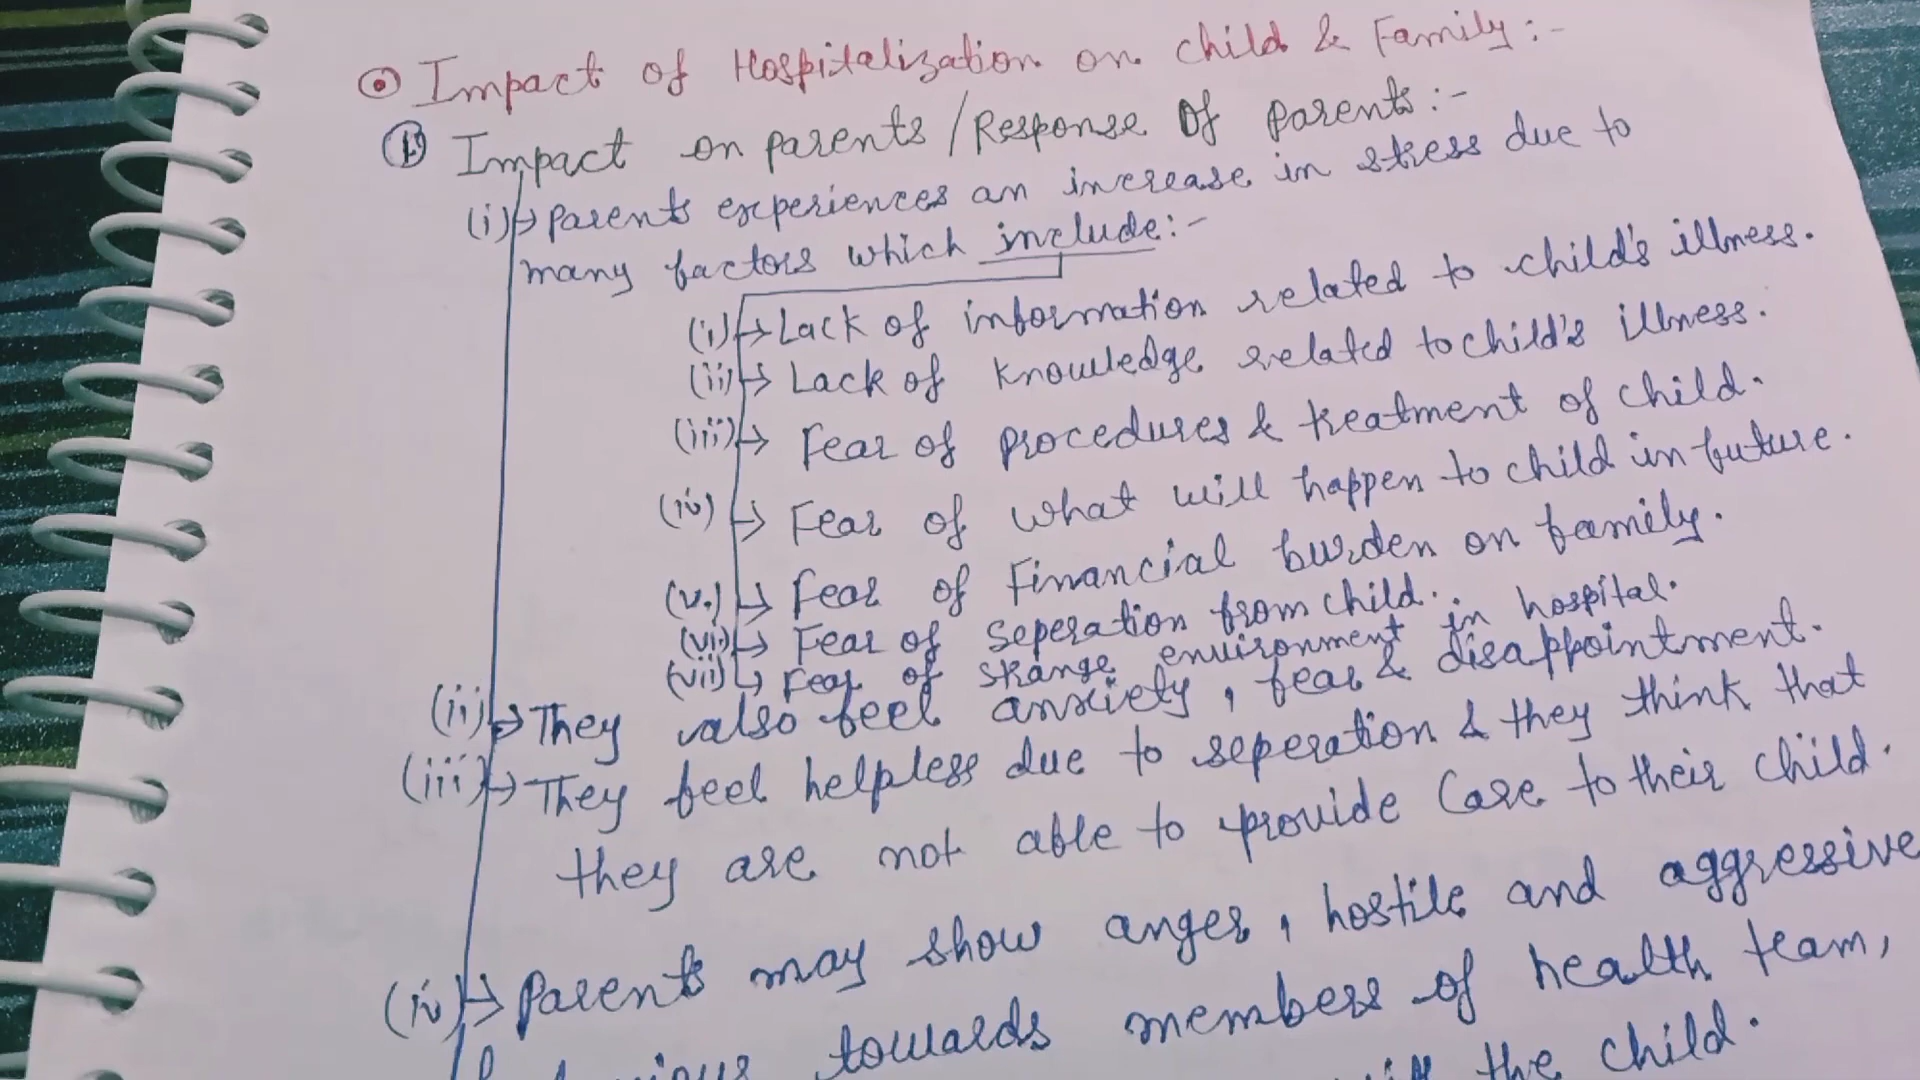 Impact of Hospitalization on child & Family:-
(1) Impact on parents/Response of parents:-
(i)→ Parents experiences an increase in stress due to
many factors which include:-
(i)→ Lack of information related to child's illness.
(ii)→ Lack of knowledge related to child's illness.
(iii)→ Fear of procedures & treatment of child.
(iv)→ Fear of what will happen to child in future.
(v.)→ Fear of Financial burden on family.
(vi)→ Fear of seperation from child.
(vii)→ Fear of strange environment in hospital.
(ii)→ They also feel anxiety, fear & disappointment.
(iii)→ They feel helpless due to seperation & they think that
they are not able to provide Care to their child.
(iv)→ Parents may show anger, hostile and aggressive
towards members of health team,
the child.